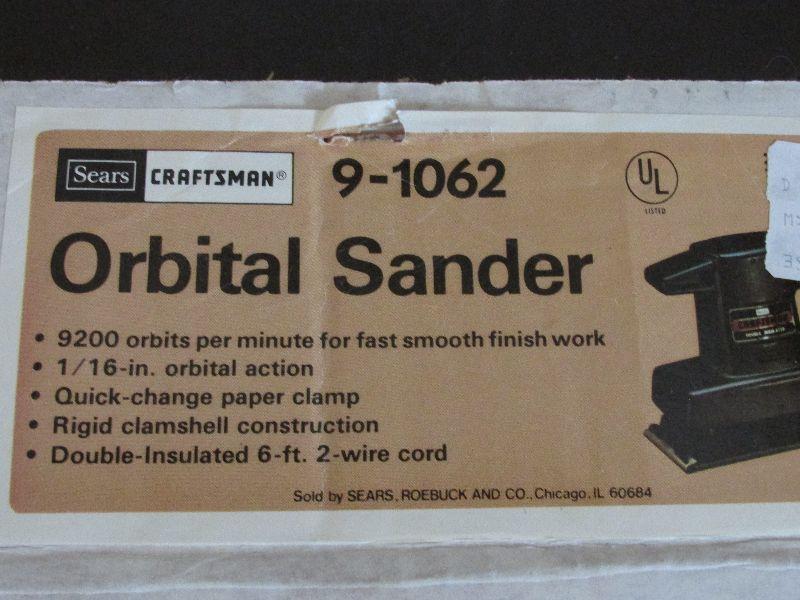 Sears CRAFTSMAN® 9-1062
UL
LISTED
Orbital Sander
• 9200 orbits per minute for fast smooth finish work
• 1/16-in. orbital action
• Quick-change paper clamp
• Rigid clamshell construction
• Double-Insulated 6-ft. 2-wire cord
Sold by SEARS, ROEBUCK AND CO., Chicago, IL 60684
D
CRAFTSMAN